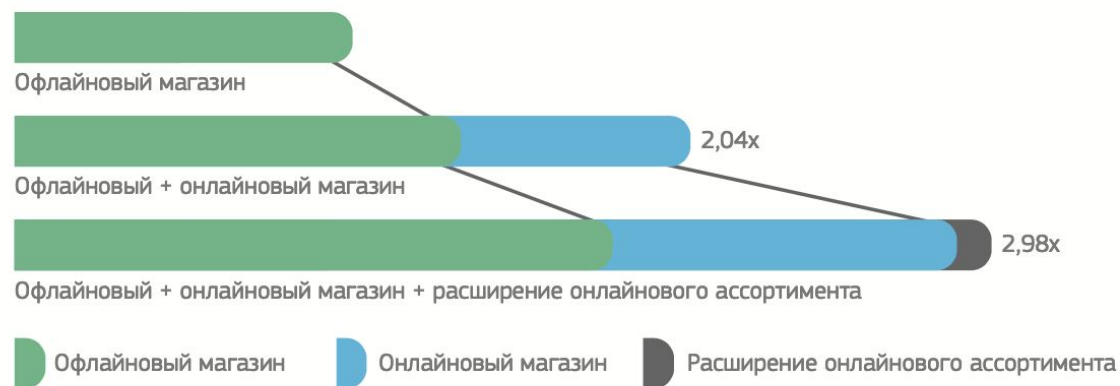 Офлайновый магазин
2,04x
Офлайновый + онлайновый магазин
2,98x
Офлайновый + онлайновый магазин + расширение онлайнового ассортимента
Офлайновый магазин
Онлайновый магазин
Расширение онлайнового ассортимента